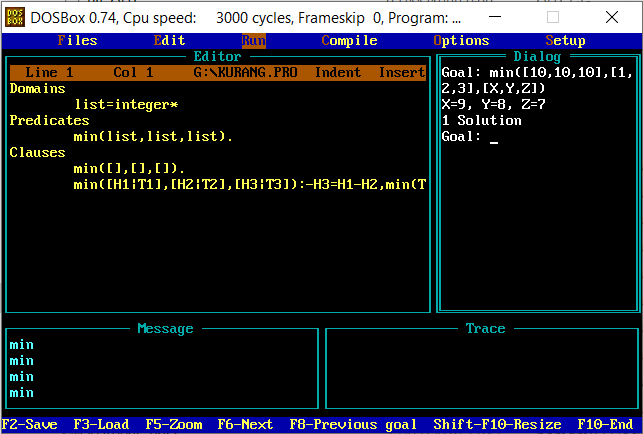 DOSBox 0.74, Cpu speed: 3000 cycles, Frameskip 0, Program: ...
Files Edit Run Compile Options Setup
Editor
Line 1 Col 1 G:\KURANG.PRO Indent Insert
Domains
list=integer*
Predicates
min(list,list,list).
Clauses
min([],[],[]).
min([H1¦T1],[H2¦T2],[H3¦T3]):-H3=H1-H2,min(T
Dialog
Goal: min([10,10,10],[1,
2,3],[X,Y,Z])
X=9, Y=8, Z=7
1 Solution
Goal: _
Message
min
min
min
min
Trace
F2-Save F3-Load F5-Zoom F6-Next F8-Previous goal Shift-F10-Resize F10-End